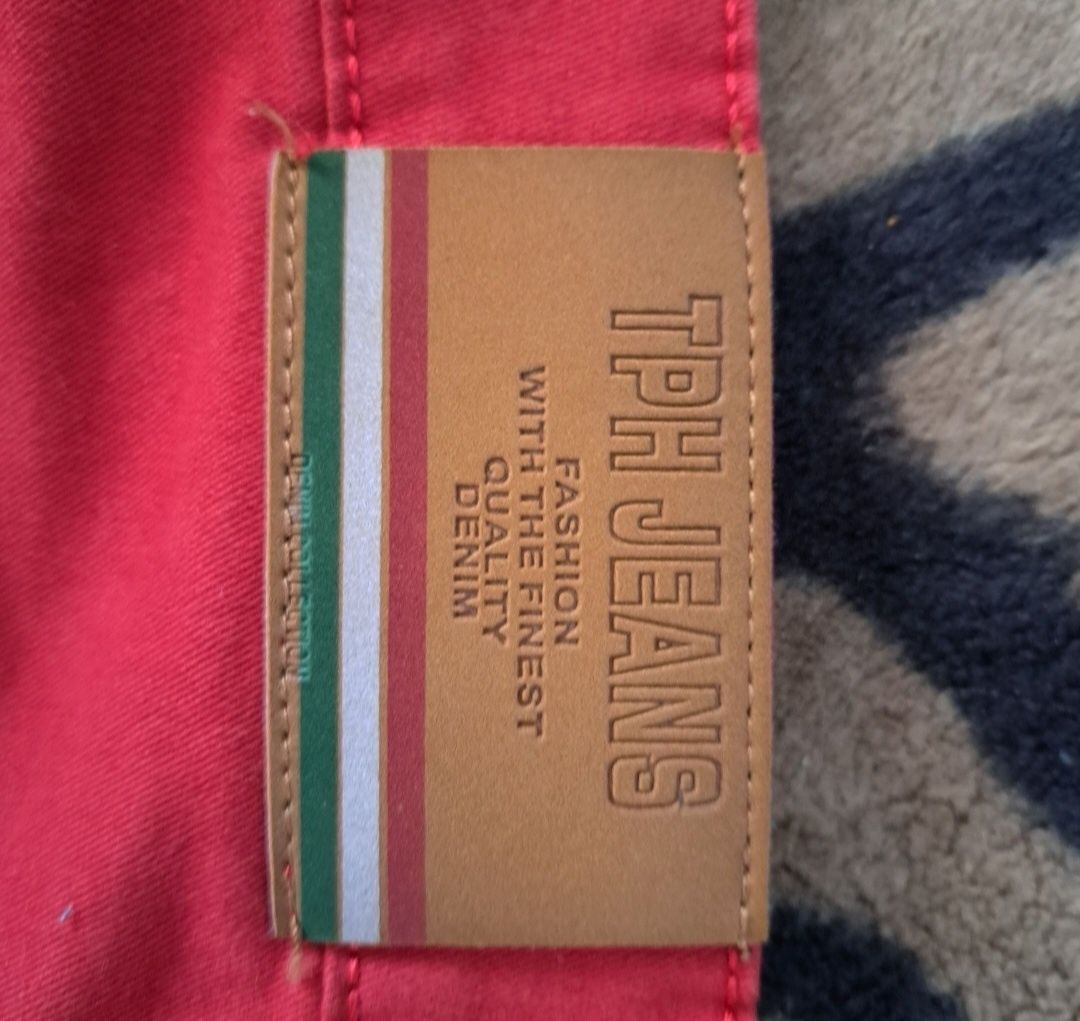 TPH JEANS
FASHION
WITH THE FINEST
QUALITY
DENIM